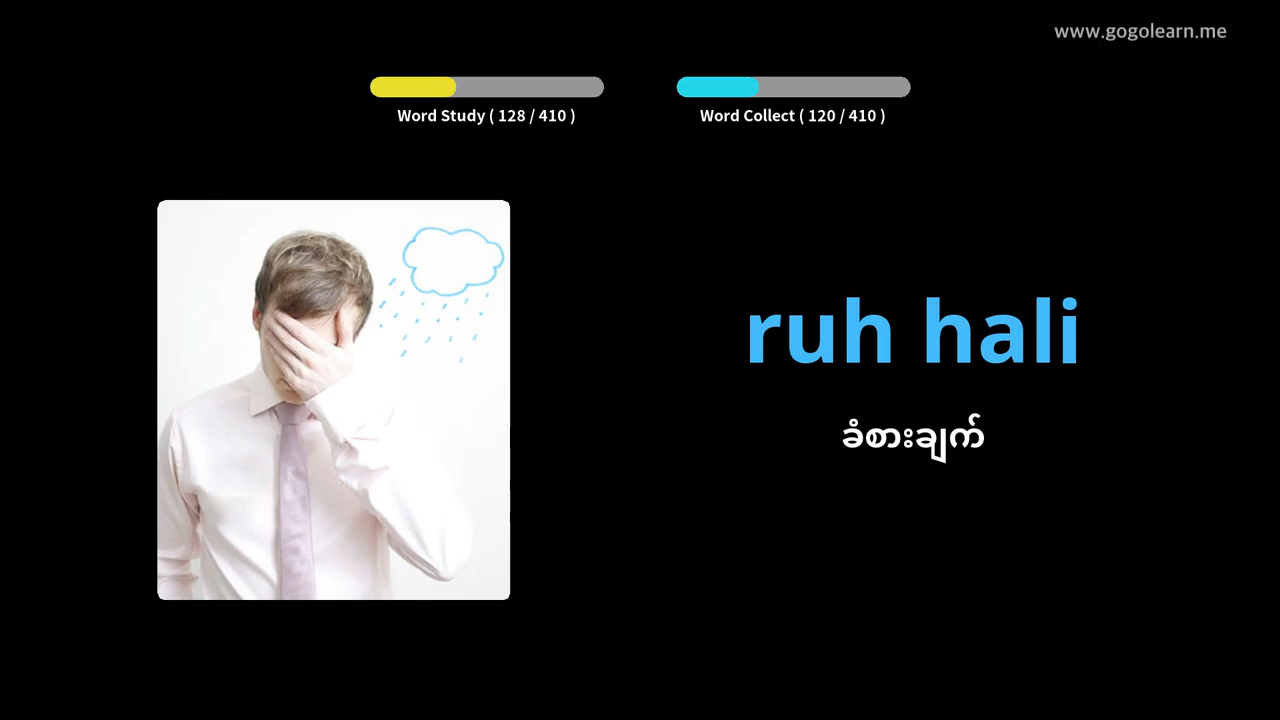 www.gogolearn.me
Word Study ( 128 / 410 )
Word Collect ( 120 / 410 )
ruh hali
ခံစားချက်